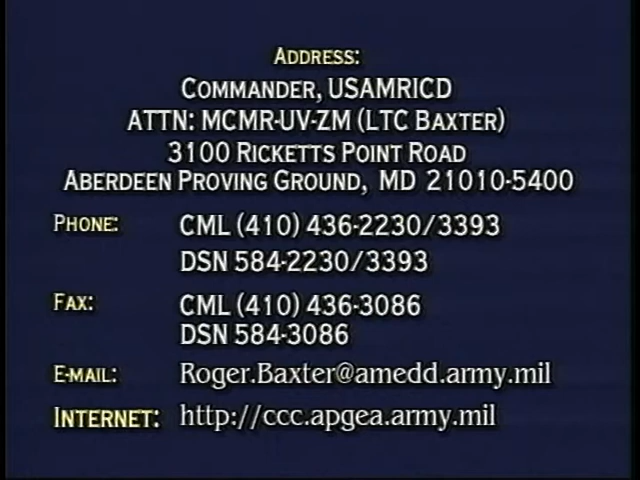 Address:
Commander, USAMRICD
ATTN: MCMR-UV-ZM (LTC Baxter)
3100 Ricketts Point Road
Aberdeen Proving Ground, MD 21010-5400
Phone: CML (410) 436-2230/3393
DSN 584-2230/3393
Fax: CML (410) 436-3086
DSN 584-3086
E-mail: Roger.Baxter@amedd.army.mil
Internet: http://ccc.apgea.army.mil